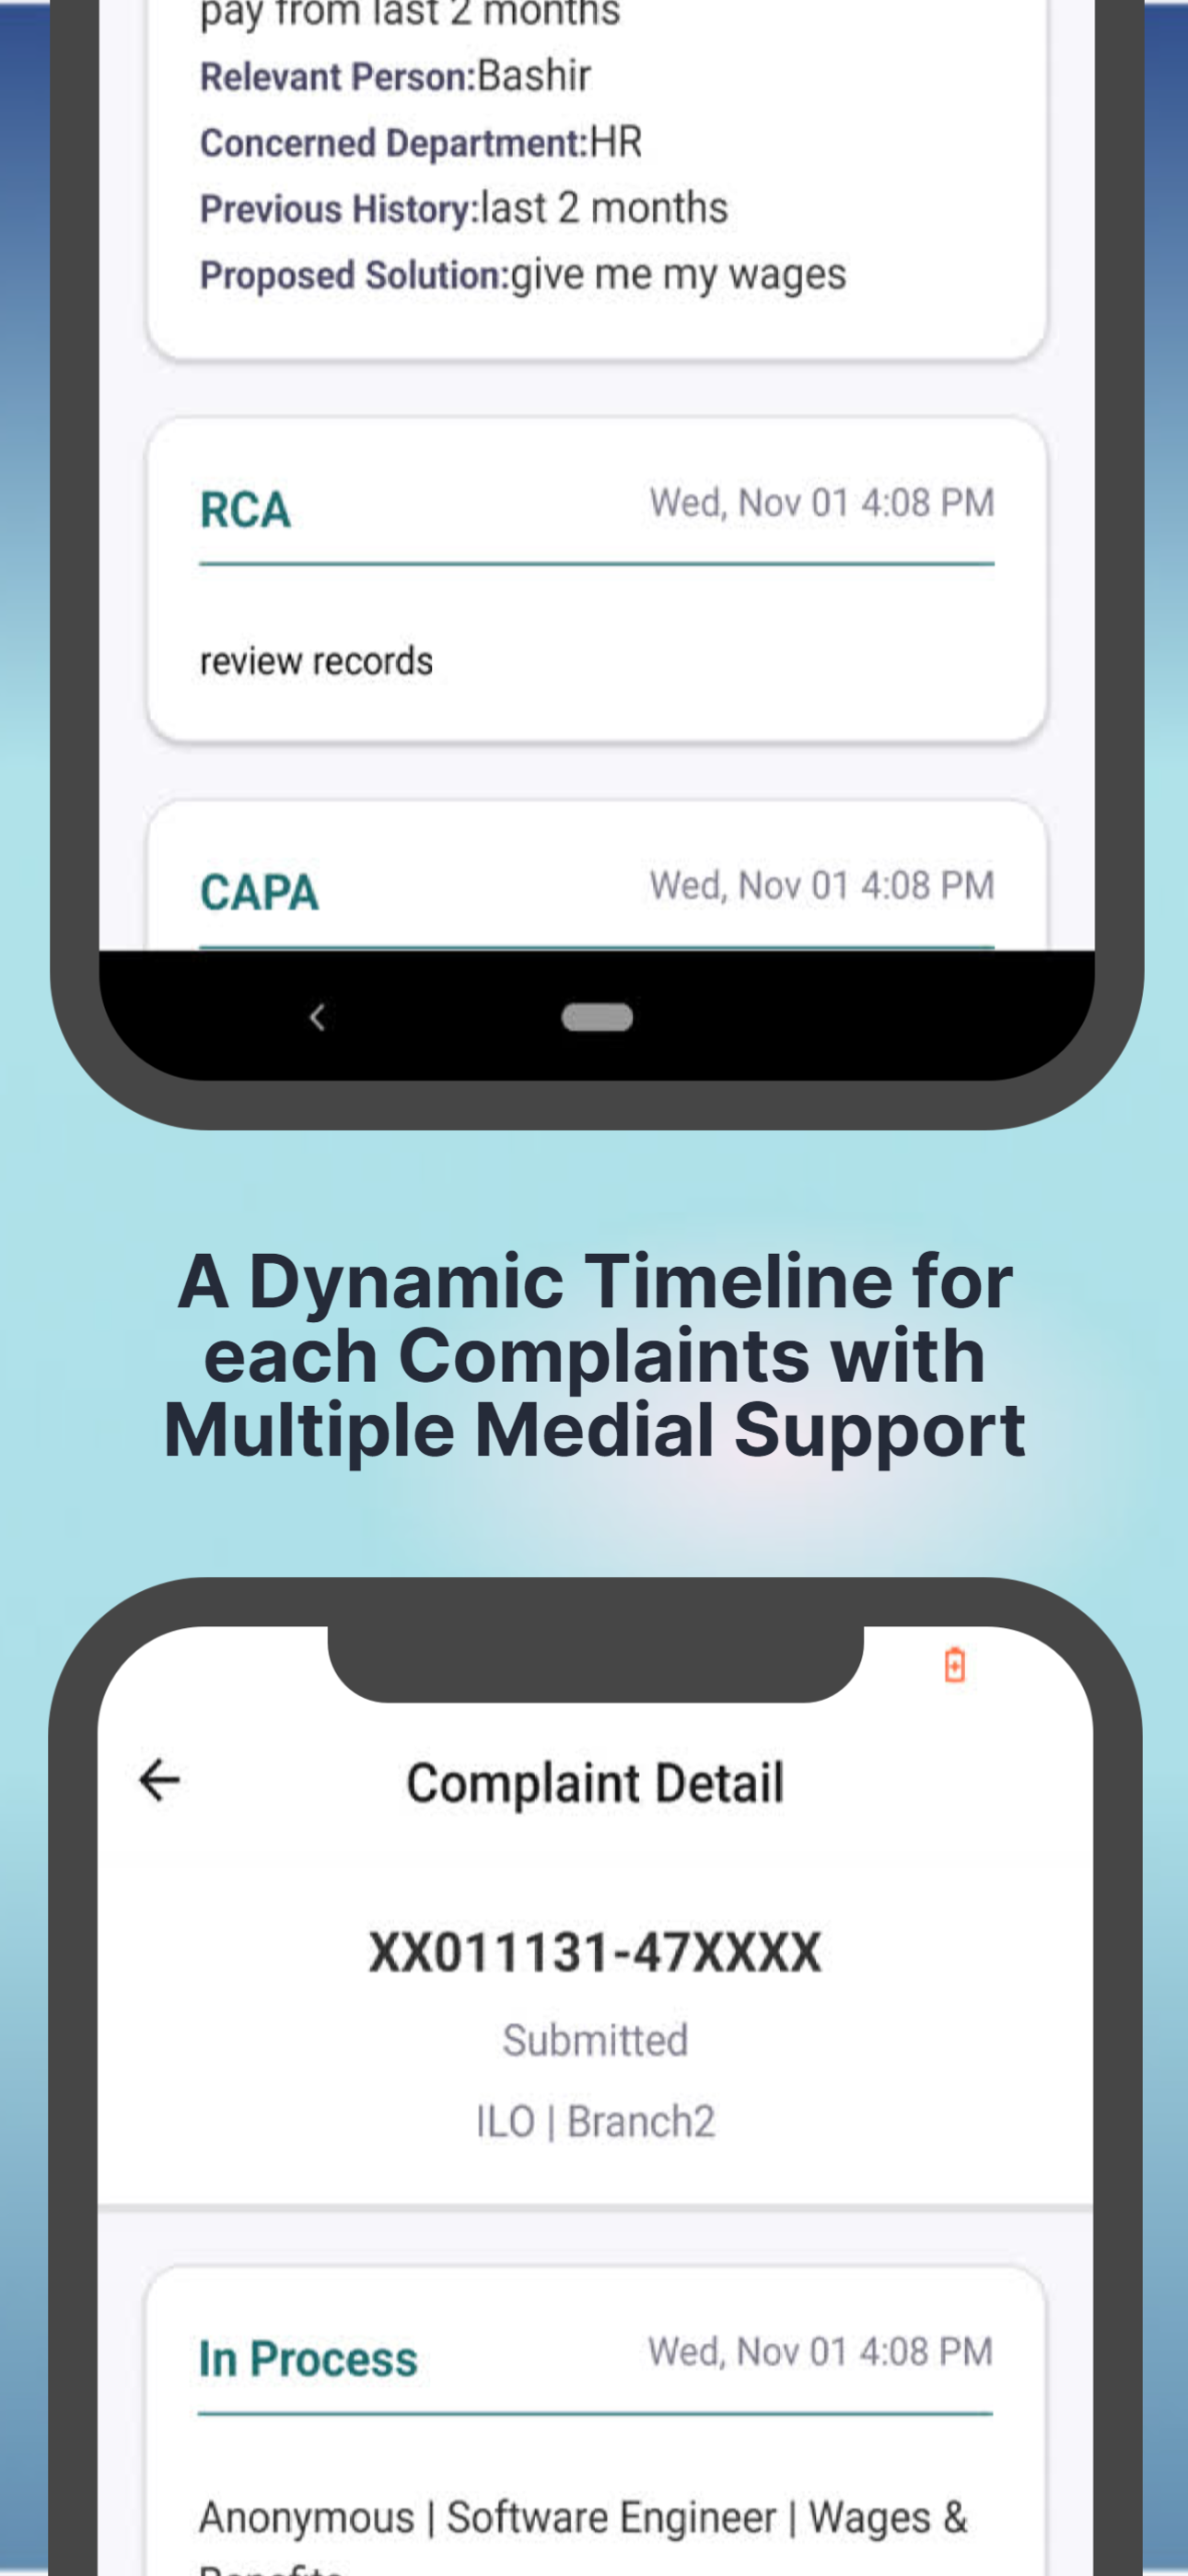 pay from last 2 months
Relevant Person:Bashir
Concerned Department:HR
Previous History:last 2 months
Proposed Solution:give me my wages
RCA
Wed, Nov 01 4:08 PM
review records
CAPA
Wed, Nov 01 4:08 PM
A Dynamic Timeline for
each Complaints with
Multiple Medial Support
Complaint Detail
XX011131-47XXXX
Submitted
ILO | Branch2
In Process
Wed, Nov 01 4:08 PM
Anonymous | Software Engineer | Wages &
Benefits